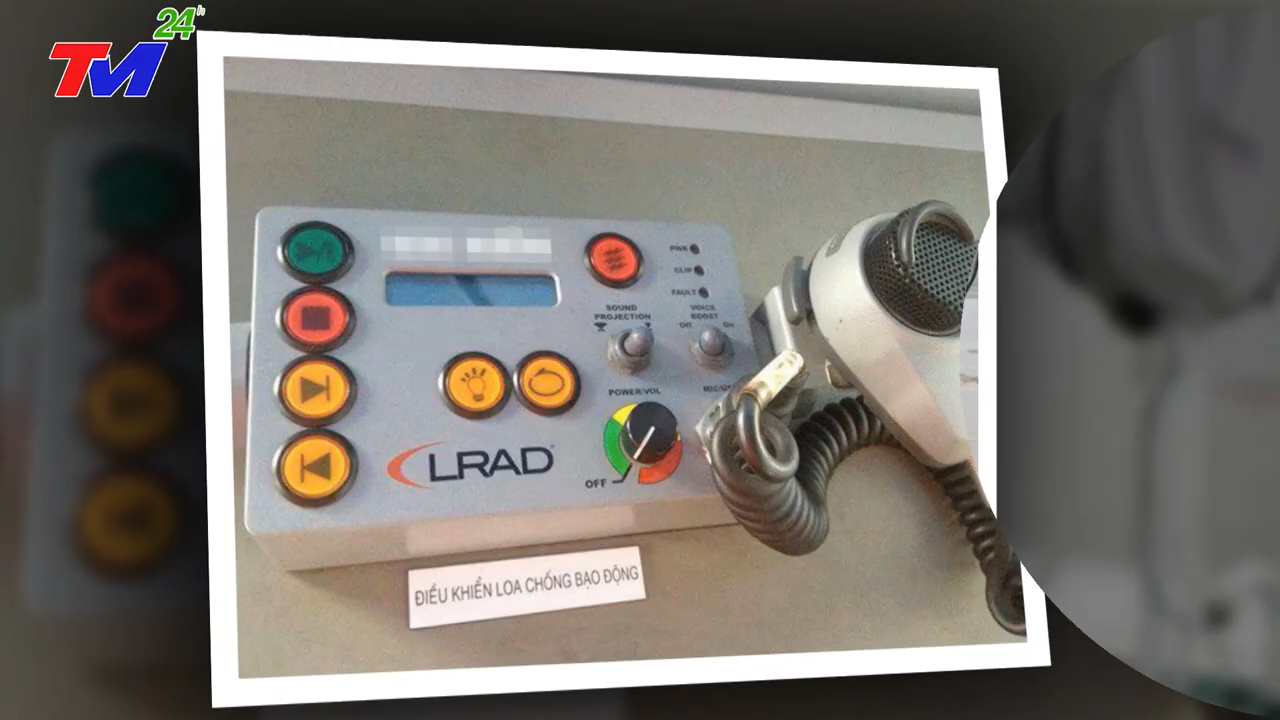 24h
TM
PWR
CLIP
FAULT
SOUND
PROJECTION
VOICE
BOOST
Off
On
POWER/VOL
OFF
LRAD
ĐIỀU KHIỂN LOA CHỐNG BẠO ĐỘNG